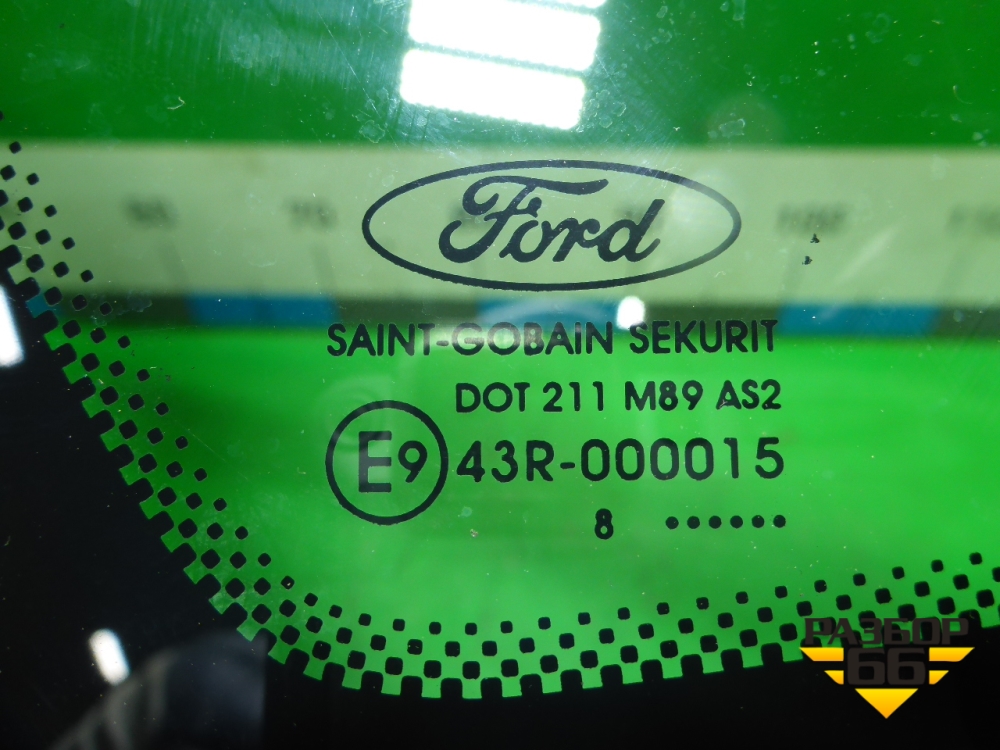 Ford
SAINT-GOBAIN SEKURIT
DOT 211 M89 AS2
E9 43R-000015
8 ••••••
РАЗБОР
66